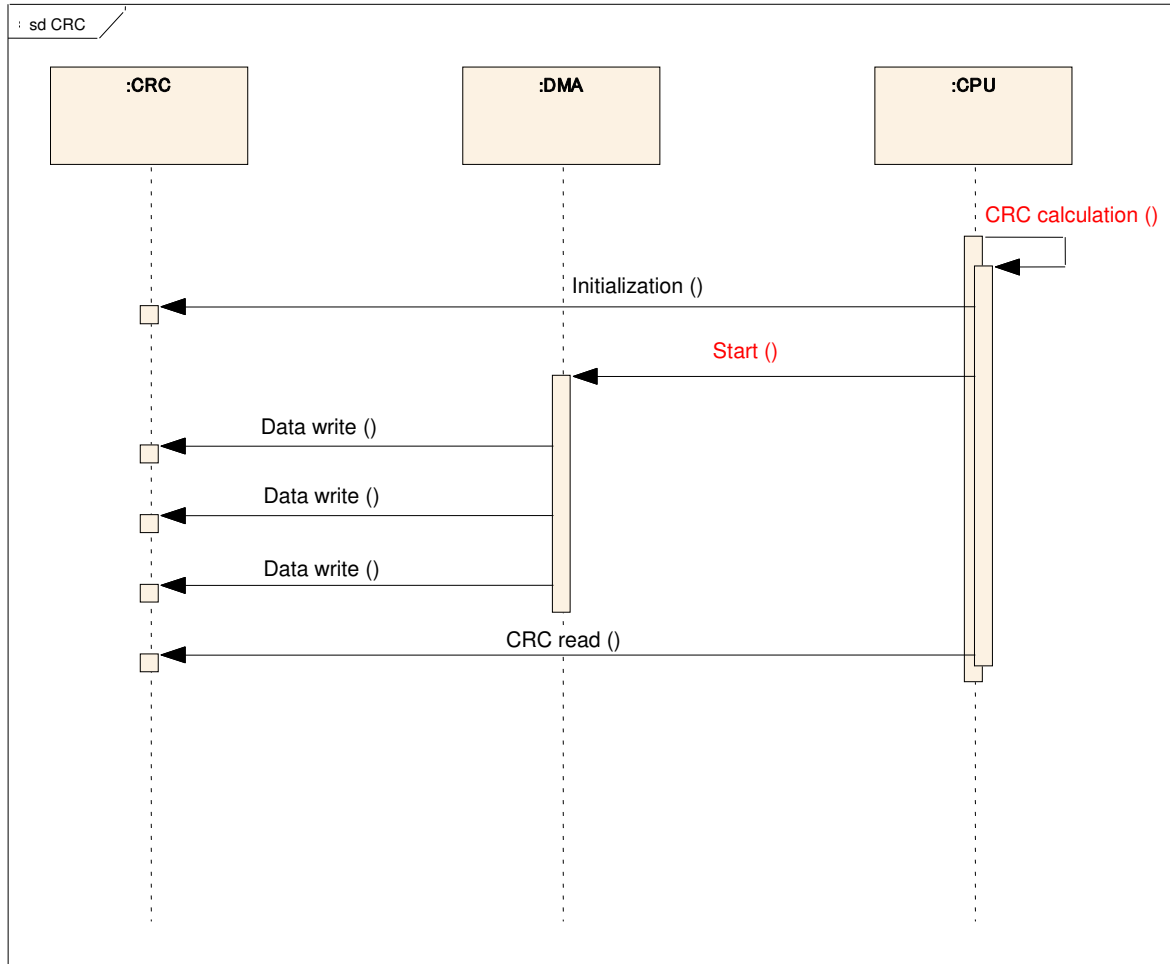 sd CRC
:CRC
:DMA
:CPU
CRC calculation ()
Initialization ()
Start ()
Data write ()
Data write ()
Data write ()
CRC read ()